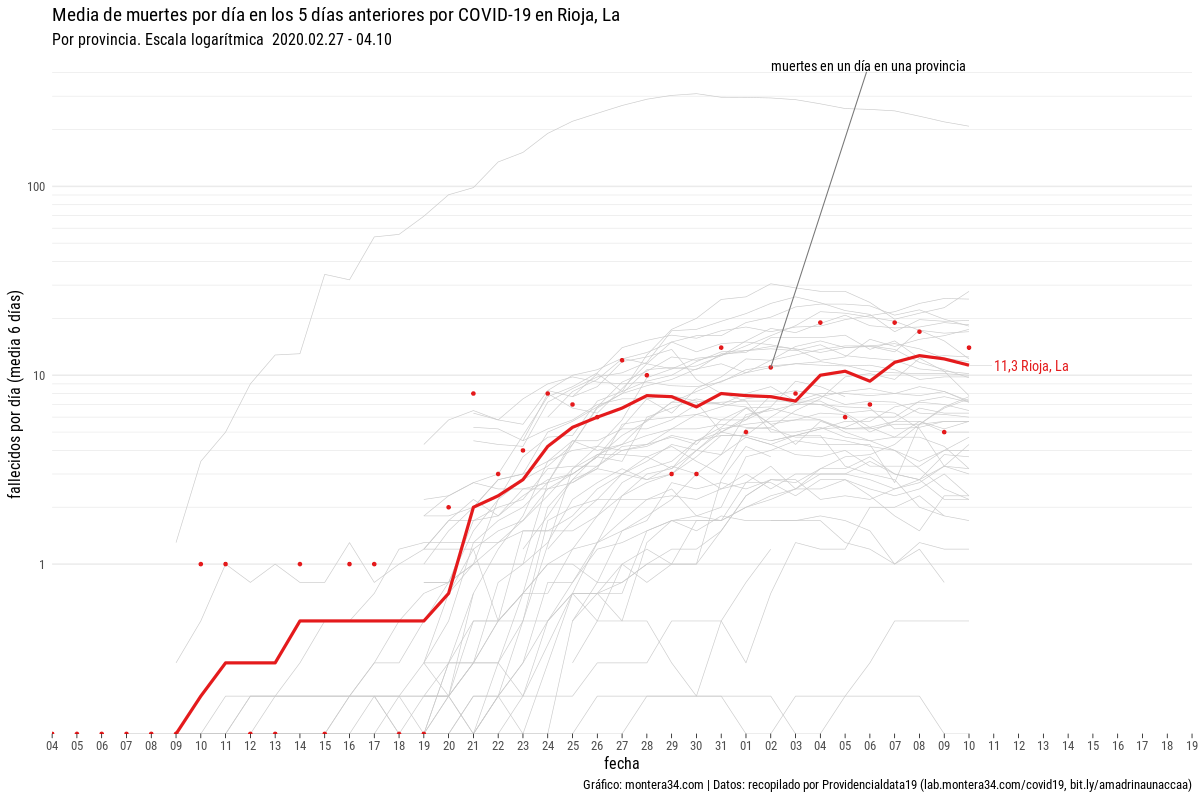 Media de muertes por día en los 5 días anteriores por COVID-19 en Rioja, La
Por provincia. Escala logarítmica 2020.02.27 - 04.10
muertes en un día en una provincia
fallecidos por día (media 6 días)
100
10
1
11,3 Rioja, La
04 05 06 07 08 09 10 11 12 13 14 15 16 17 18 19 20 21 22 23 24 25 26 27 28 29 30 31 01 02 03 04 05 06 07 08 09 10 11 12 13 14 15 16 17 18 19
fecha
Gráfico: montera34.com | Datos: recopilado por Providencialdata19 (lab.montera34.com/covid19, bit.ly/amadrinaunaccaa)